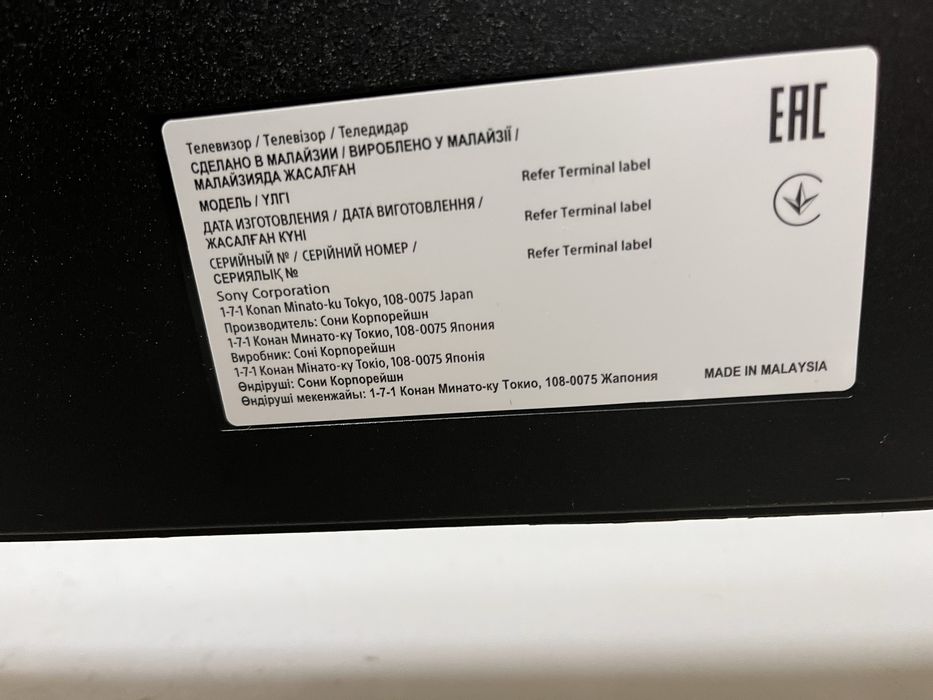 Телевизор / Телевізор / Теледидар
СДЕЛАНО В МАЛАЙЗИИ / ВИРОБЛЕНО У МАЛАЙЗІЇ /
МАЛАЙЗИЯДА ЖАСАЛҒАН
МОДЕЛЬ / ҮЛГІ
Refer Terminal label
ДАТА ИЗГОТОВЛЕНИЯ / ДАТА ВИГОТОВЛЕННЯ /
ЖАСАЛҒАН КҮНІ
Refer Terminal label
СЕРИЙНЫЙ № / СЕРІЙНИЙ НОМЕР /
СЕРИЯЛЫҚ №
Refer Terminal label
Sony Corporation
1-7-1 Konan Minato-ku Tokyo, 108-0075 Japan
Производитель: Сони Корпорейшн
1-7-1 Конан Минато-ку Токио, 108-0075 Япония
Виробник: Соні Корпорейшн
1-7-1 Конан Мінато-ку Токіо, 108-0075 Японія
Өндіруші: Сони Корпорейшн
Өндіруші мекенжайы: 1-7-1 Конан Минато-ку Токио, 108-0075 Жапония
EAC
MADE IN MALAYSIA